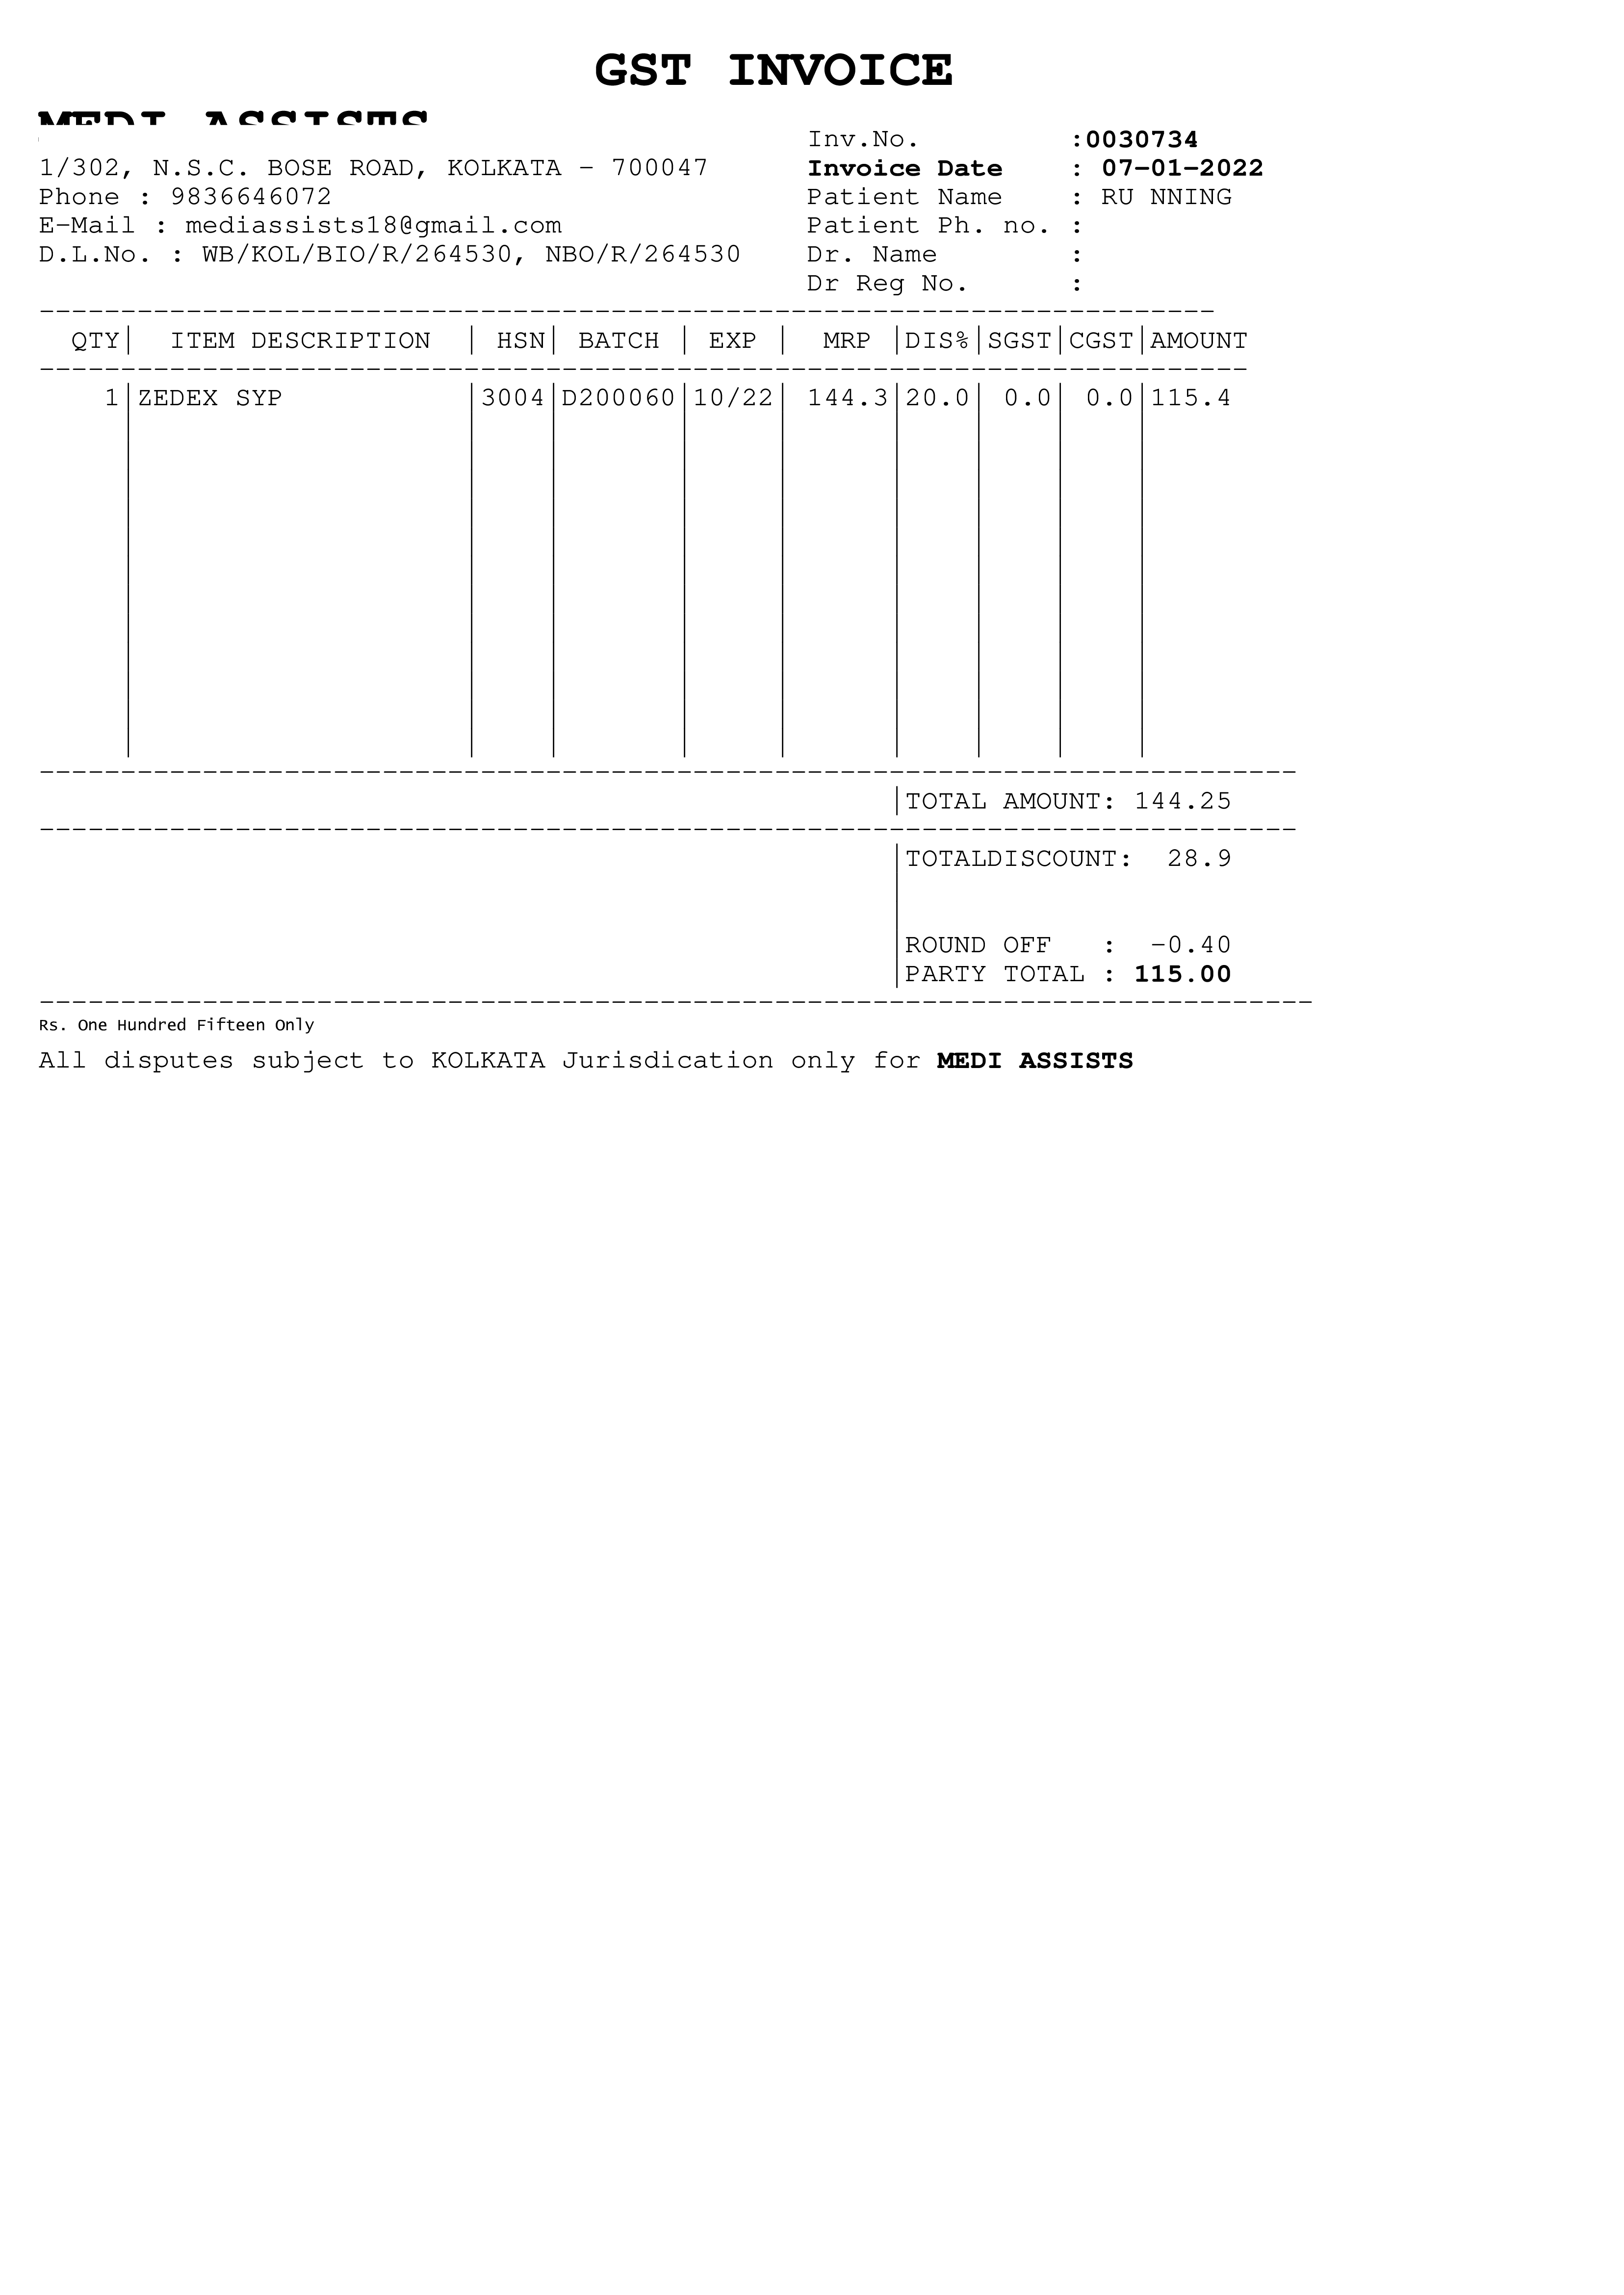 GST INVOICE
MEDI ASSISTS
Inv.No. :0030734
1/302, N.S.C. BOSE ROAD, KOLKATA - 700047 Invoice Date : 07-01-2022
Phone : 9836646072 Patient Name : RU NNING
E-Mail : mediassists18@gmail.com Patient Ph. no. :
D.L.No. : WB/KOL/BIO/R/264530, NBO/R/264530 Dr. Name :
Dr Reg No. :
QTY| ITEM DESCRIPTION | HSN| BATCH | EXP | MRP |DIS%|SGST|CGST|AMOUNT
1|ZEDEX SYP |3004|D200060|10/22| 144.3|20.0| 0.0| 0.0|115.4
|TOTAL AMOUNT: 144.25
|TOTALDISCOUNT: 28.9
|ROUND OFF : -0.40
|PARTY TOTAL : 115.00
Rs. One Hundred Fifteen Only
All disputes subject to KOLKATA Jurisdication only for MEDI ASSISTS